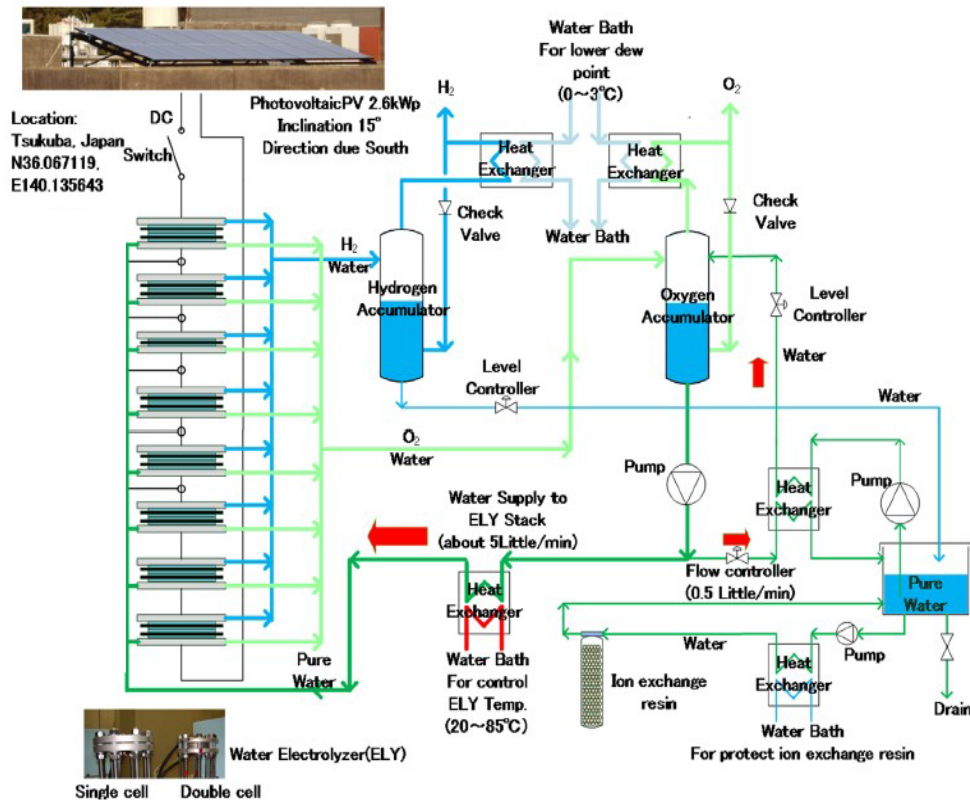 Water Bath
For lower dew
point
(0～3℃)
H₂
O₂
PhotovoltaicPV 2.6kWp
Inclination 15°
Direction due South
Location:
Tsukuba, Japan
N36.067119,
E140.135643
DC
Switch
Heat
Exchanger
Heat
Exchanger
Check
Valve
Check
Valve
Water Bath
H₂
Water
Hydrogen
Accumulator
Oxygen
Accumulator
Level
Controller
Water
Level
Controller
Water
O₂
Water
Pump
Heat
Exchanger
Pump
Water Supply to
ELY Stack
(about 5Little/min)
Flow controller
(0.5 Little/min)
Pure
Water
Heat
Exchanger
Pure
Water
Water
Pump
Heat
Exchanger
Water Bath
For control
ELY Temp.
(20～85℃)
Ion exchange
resin
Drain
Water Bath
For protect ion exchange resin
Water Electrolyzer(ELY)
Single cell
Double cell